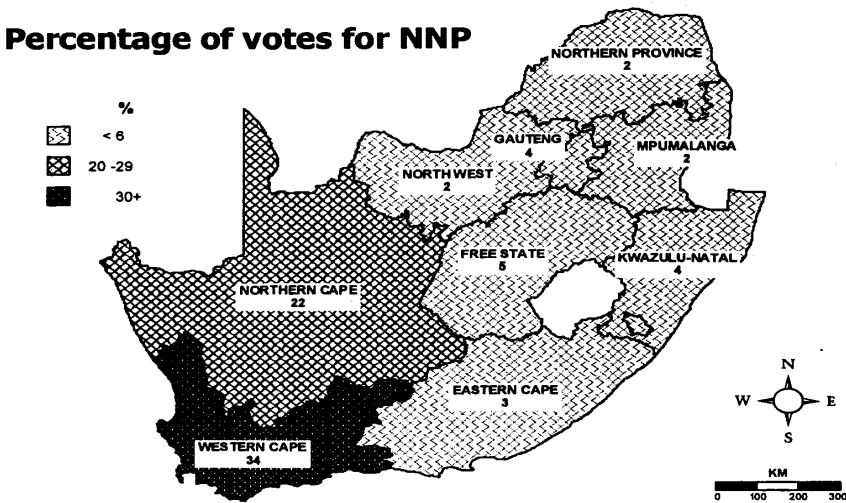 Percentage of votes for NNP
%
< 6
20 -29
30+
NORTHERN PROVINCE
2
GAUTENG
4
MPUMALANGA
2
NORTH WEST
2
FREE STATE
5
KWAZULU-NATAL
4
NORTHERN CAPE
22
EASTERN CAPE
3
WESTERN CAPE
34
N
W
E
S
KM
0 100 200 300